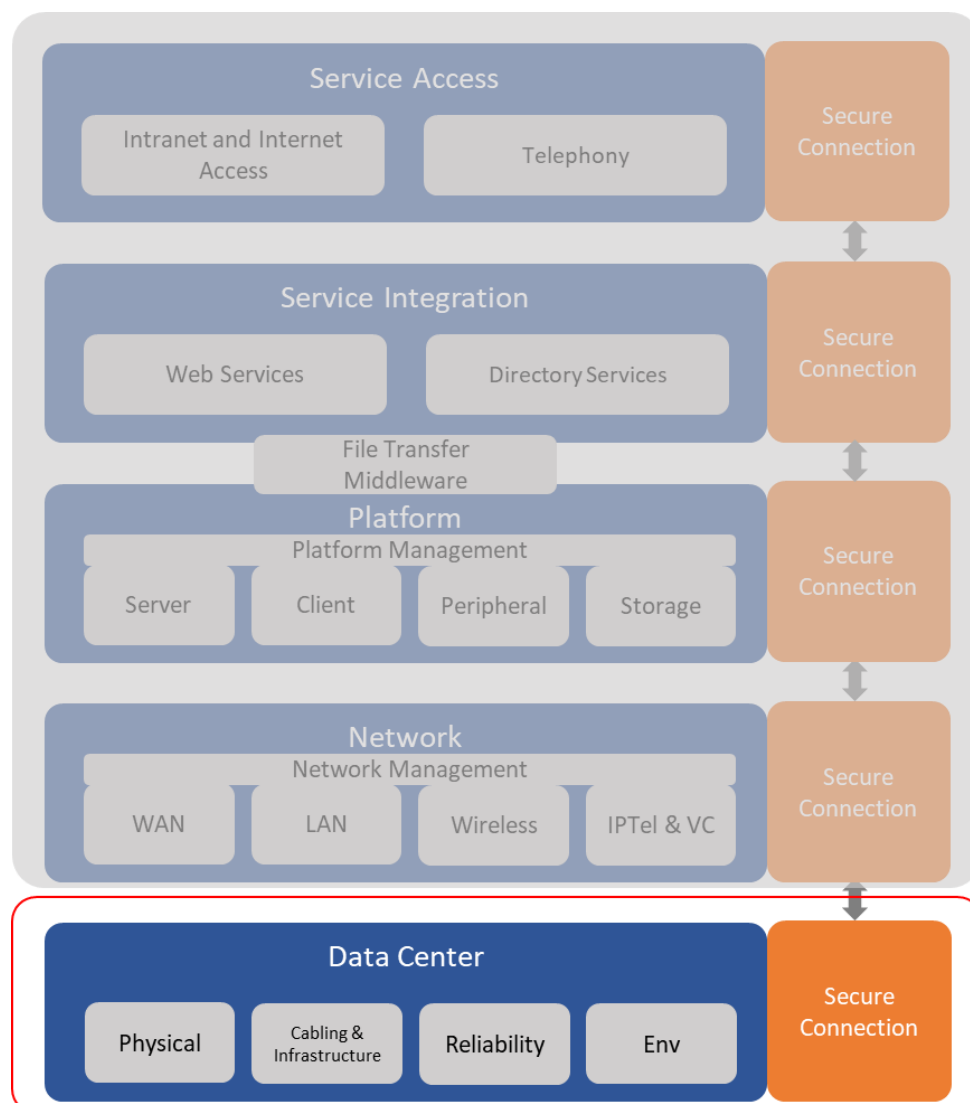 Service Access
Intranet and Internet
Access
Telephony
Secure
Connection
Service Integration
Web Services
Directory Services
Secure
Connection
File Transfer
Middleware
Platform
Platform Management
Server
Client
Peripheral
Storage
Secure
Connection
Network
Network Management
WAN
LAN
Wireless
IPTel & VC
Secure
Connection
Data Center
Physical
Cabling &
Infrastructure
Reliability
Env
Secure
Connection